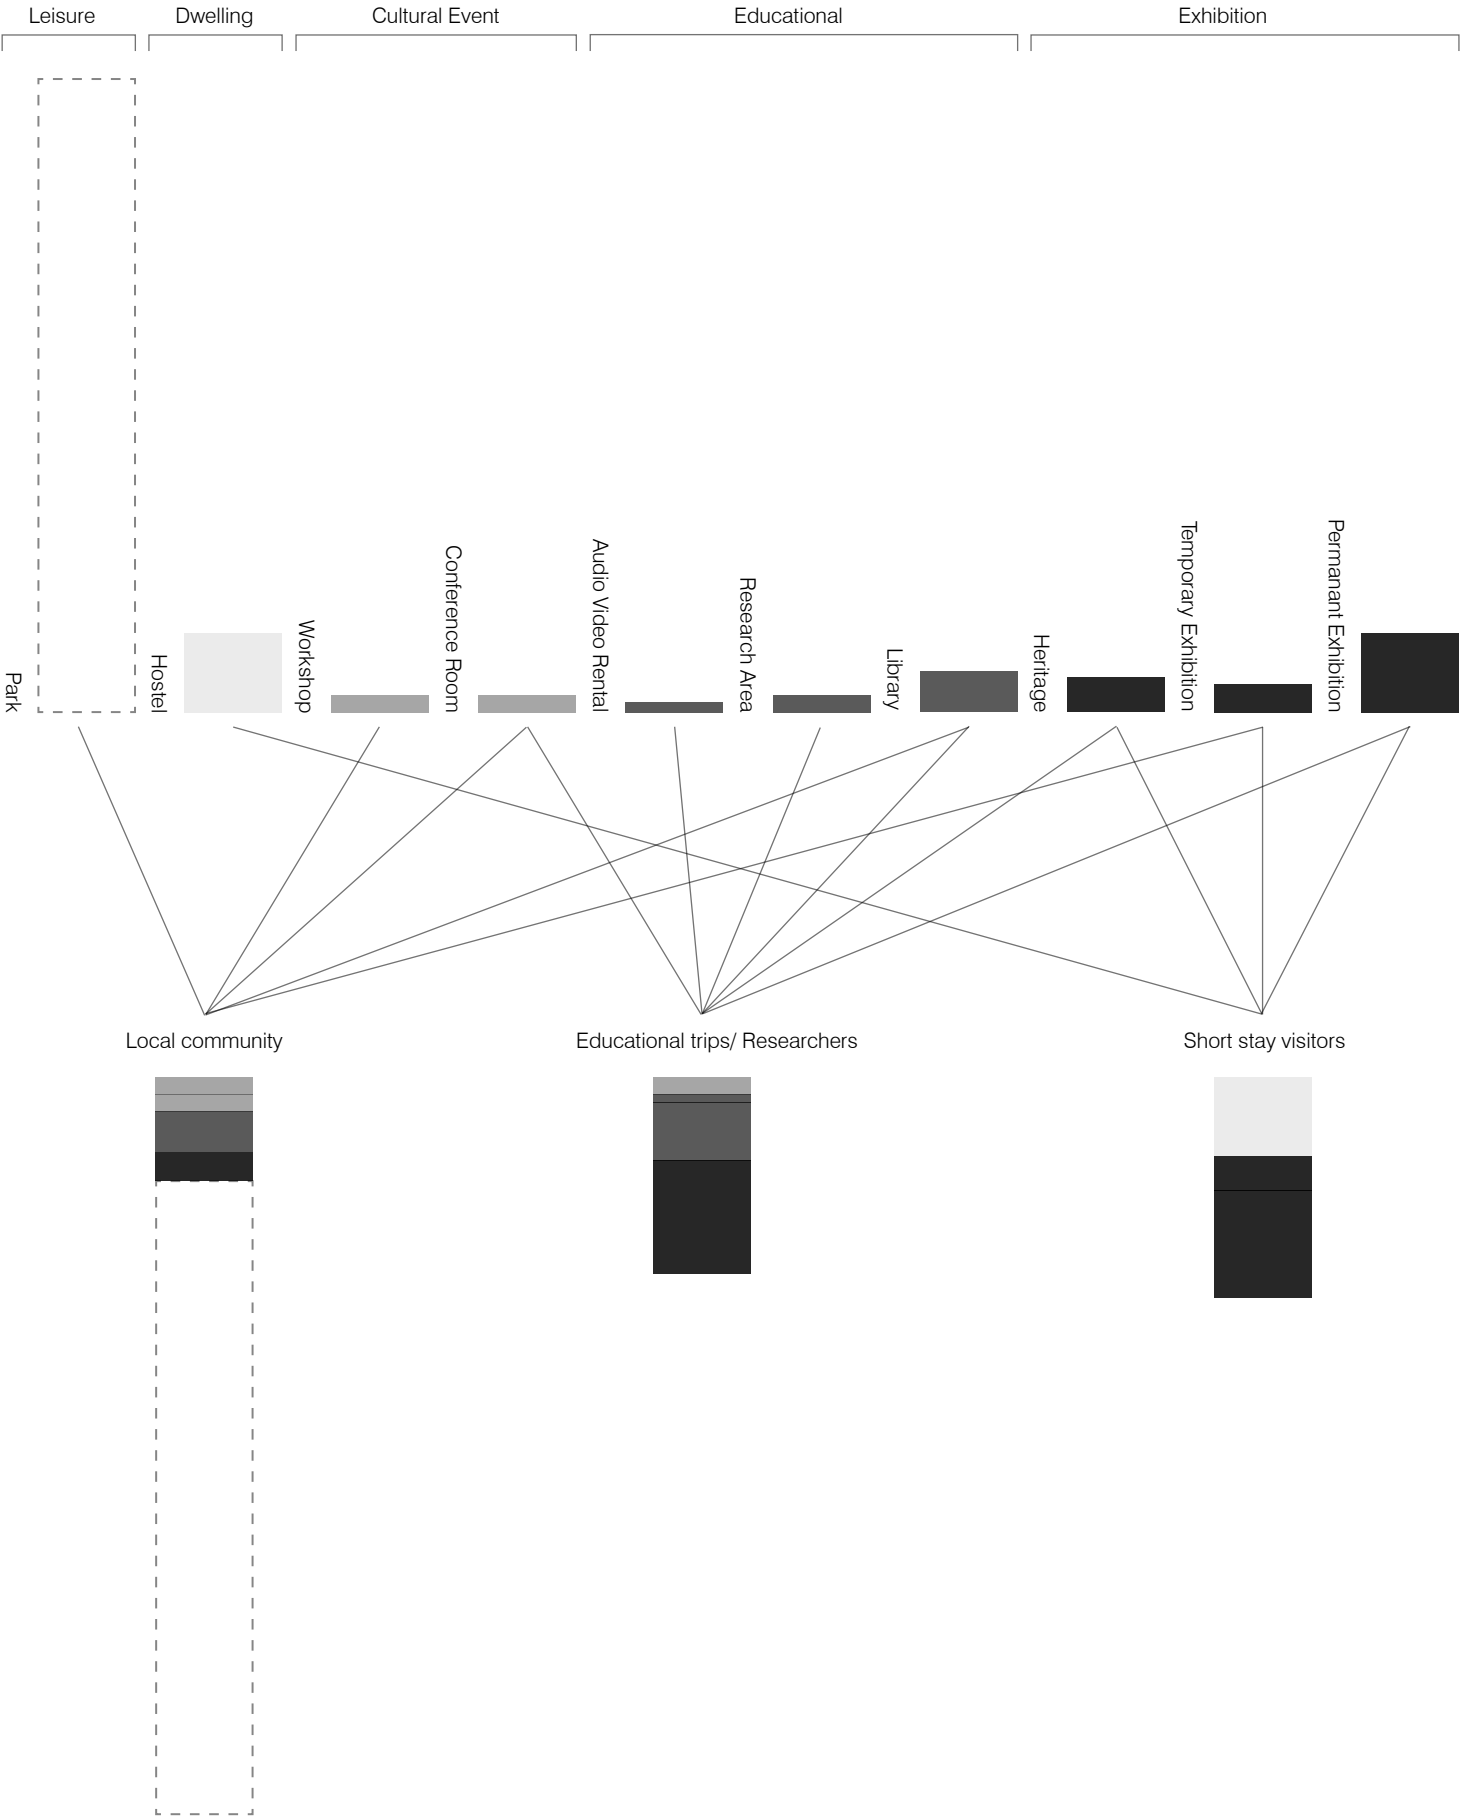 Leisure
Dwelling
Cultural Event
Educational
Exhibition
Park
Hostel
Workshop
Conference Room
Audio Video Rental
Research Area
Library
Heritage
Temporary Exhibition
Permanant Exhibition
Local community
Educational trips/ Researchers
Short stay visitors